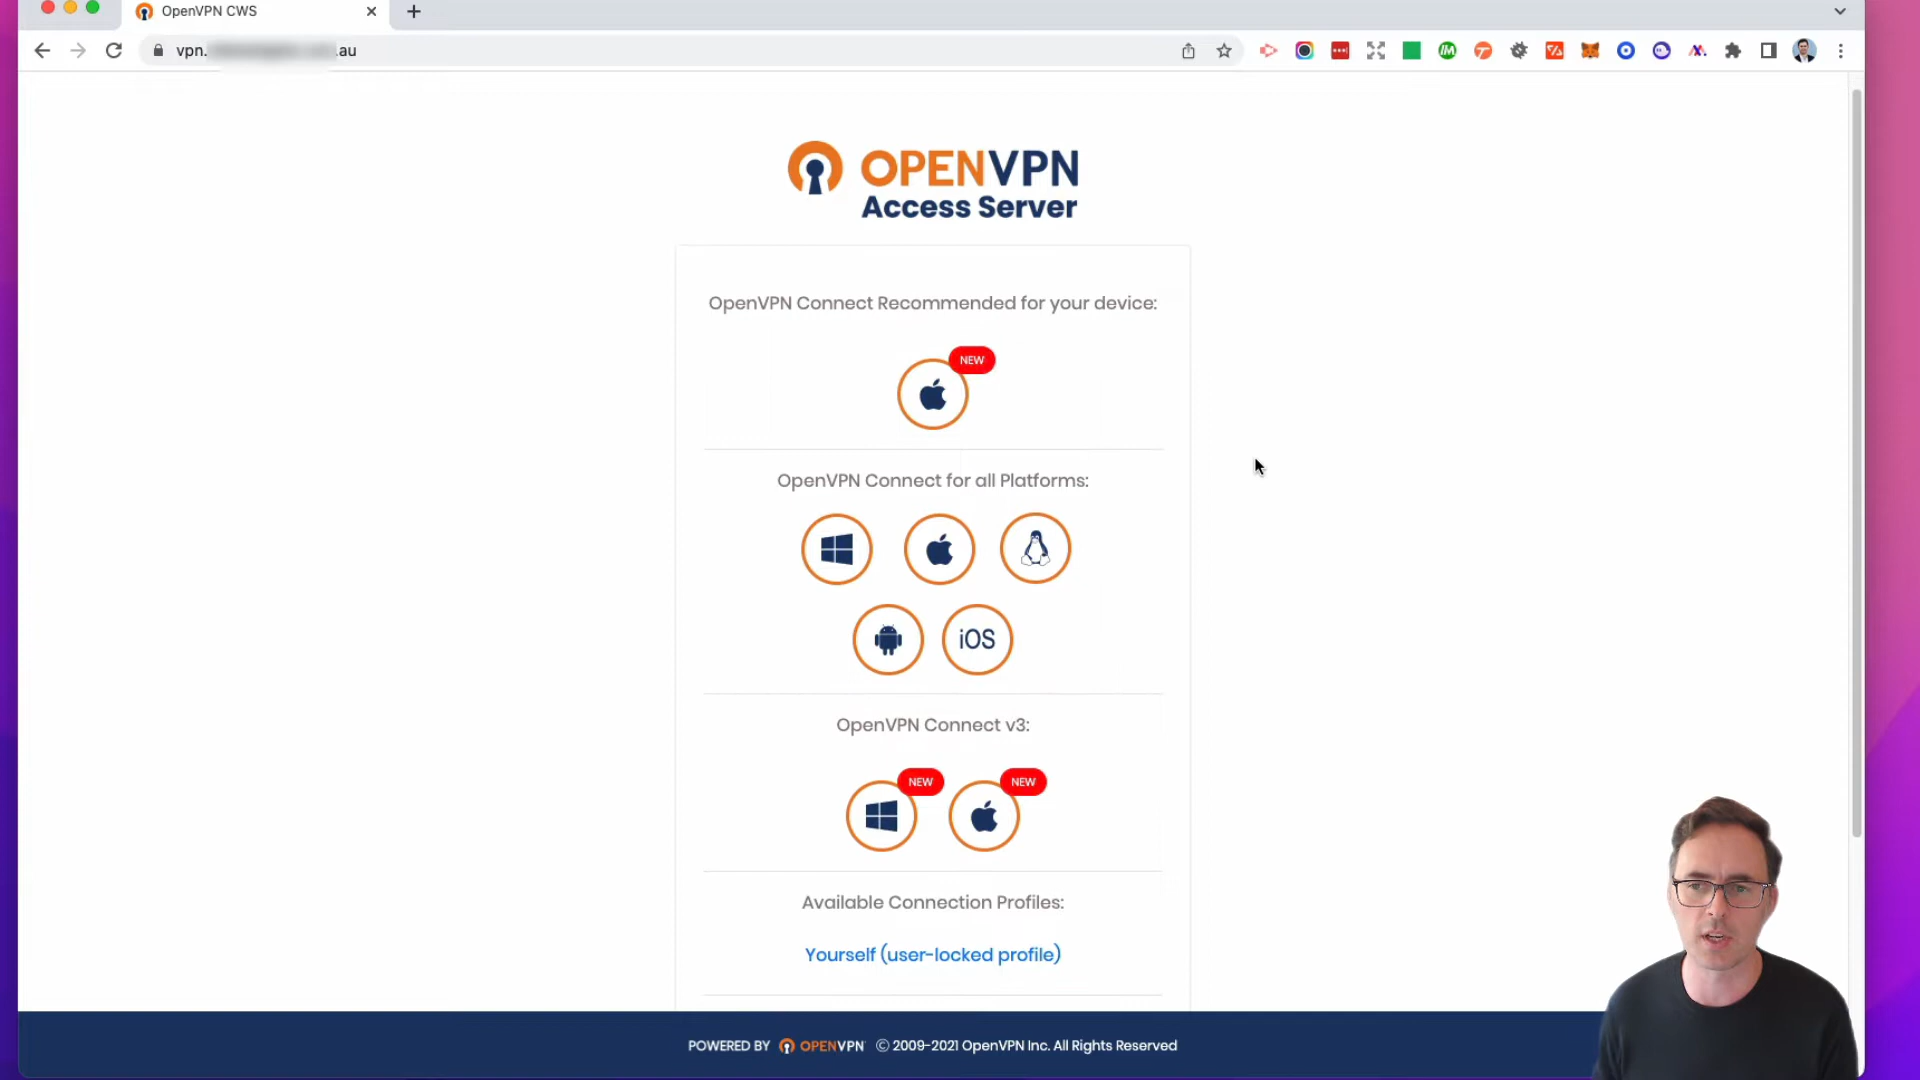 OpenVPN CWS
vpn.
.au
OPENVPN
Access Server
OpenVPN Connect Recommended for your device:
NEW
OpenVPN Connect for all Platforms:
iOS
OpenVPN Connect v3:
NEW
NEW
Available Connection Profiles:
Yourself (user-locked profile)
POWERED BY OPENVPN © 2009-2021 OpenVPN Inc. All Rights Reserved